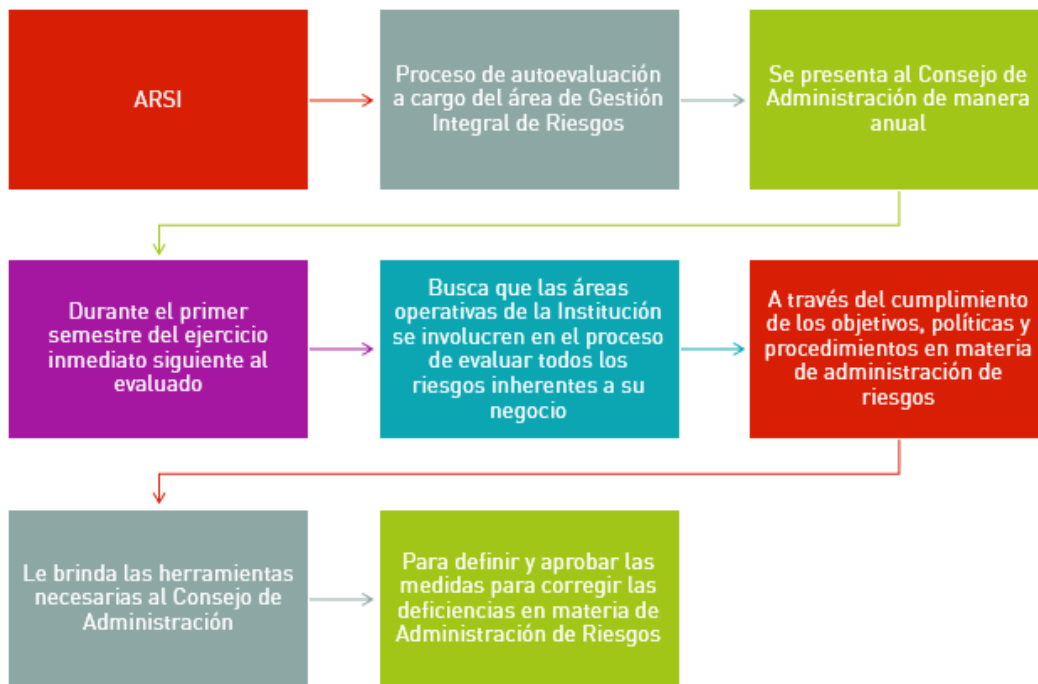 ARSI
Proceso de autoevaluación
a cargo del área de Gestión
Integral de Riesgos
Se presenta al Consejo de
Administración de manera
anual
Durante el primer
semestre del ejercicio
inmediato siguiente al
evaluado
Busca que las áreas
operativas de la Institución
se involucren en el proceso
de evaluar todos los
riesgos inherentes a su
negocio
A través del cumplimiento
de los objetivos, políticas y
procedimientos en materia
de administración de
riesgos
Le brinda las herramientas
necesarias al Consejo de
Administración
Para definir y aprobar las
medidas para corregir las
deficiencias en materia de
Administración de Riesgos